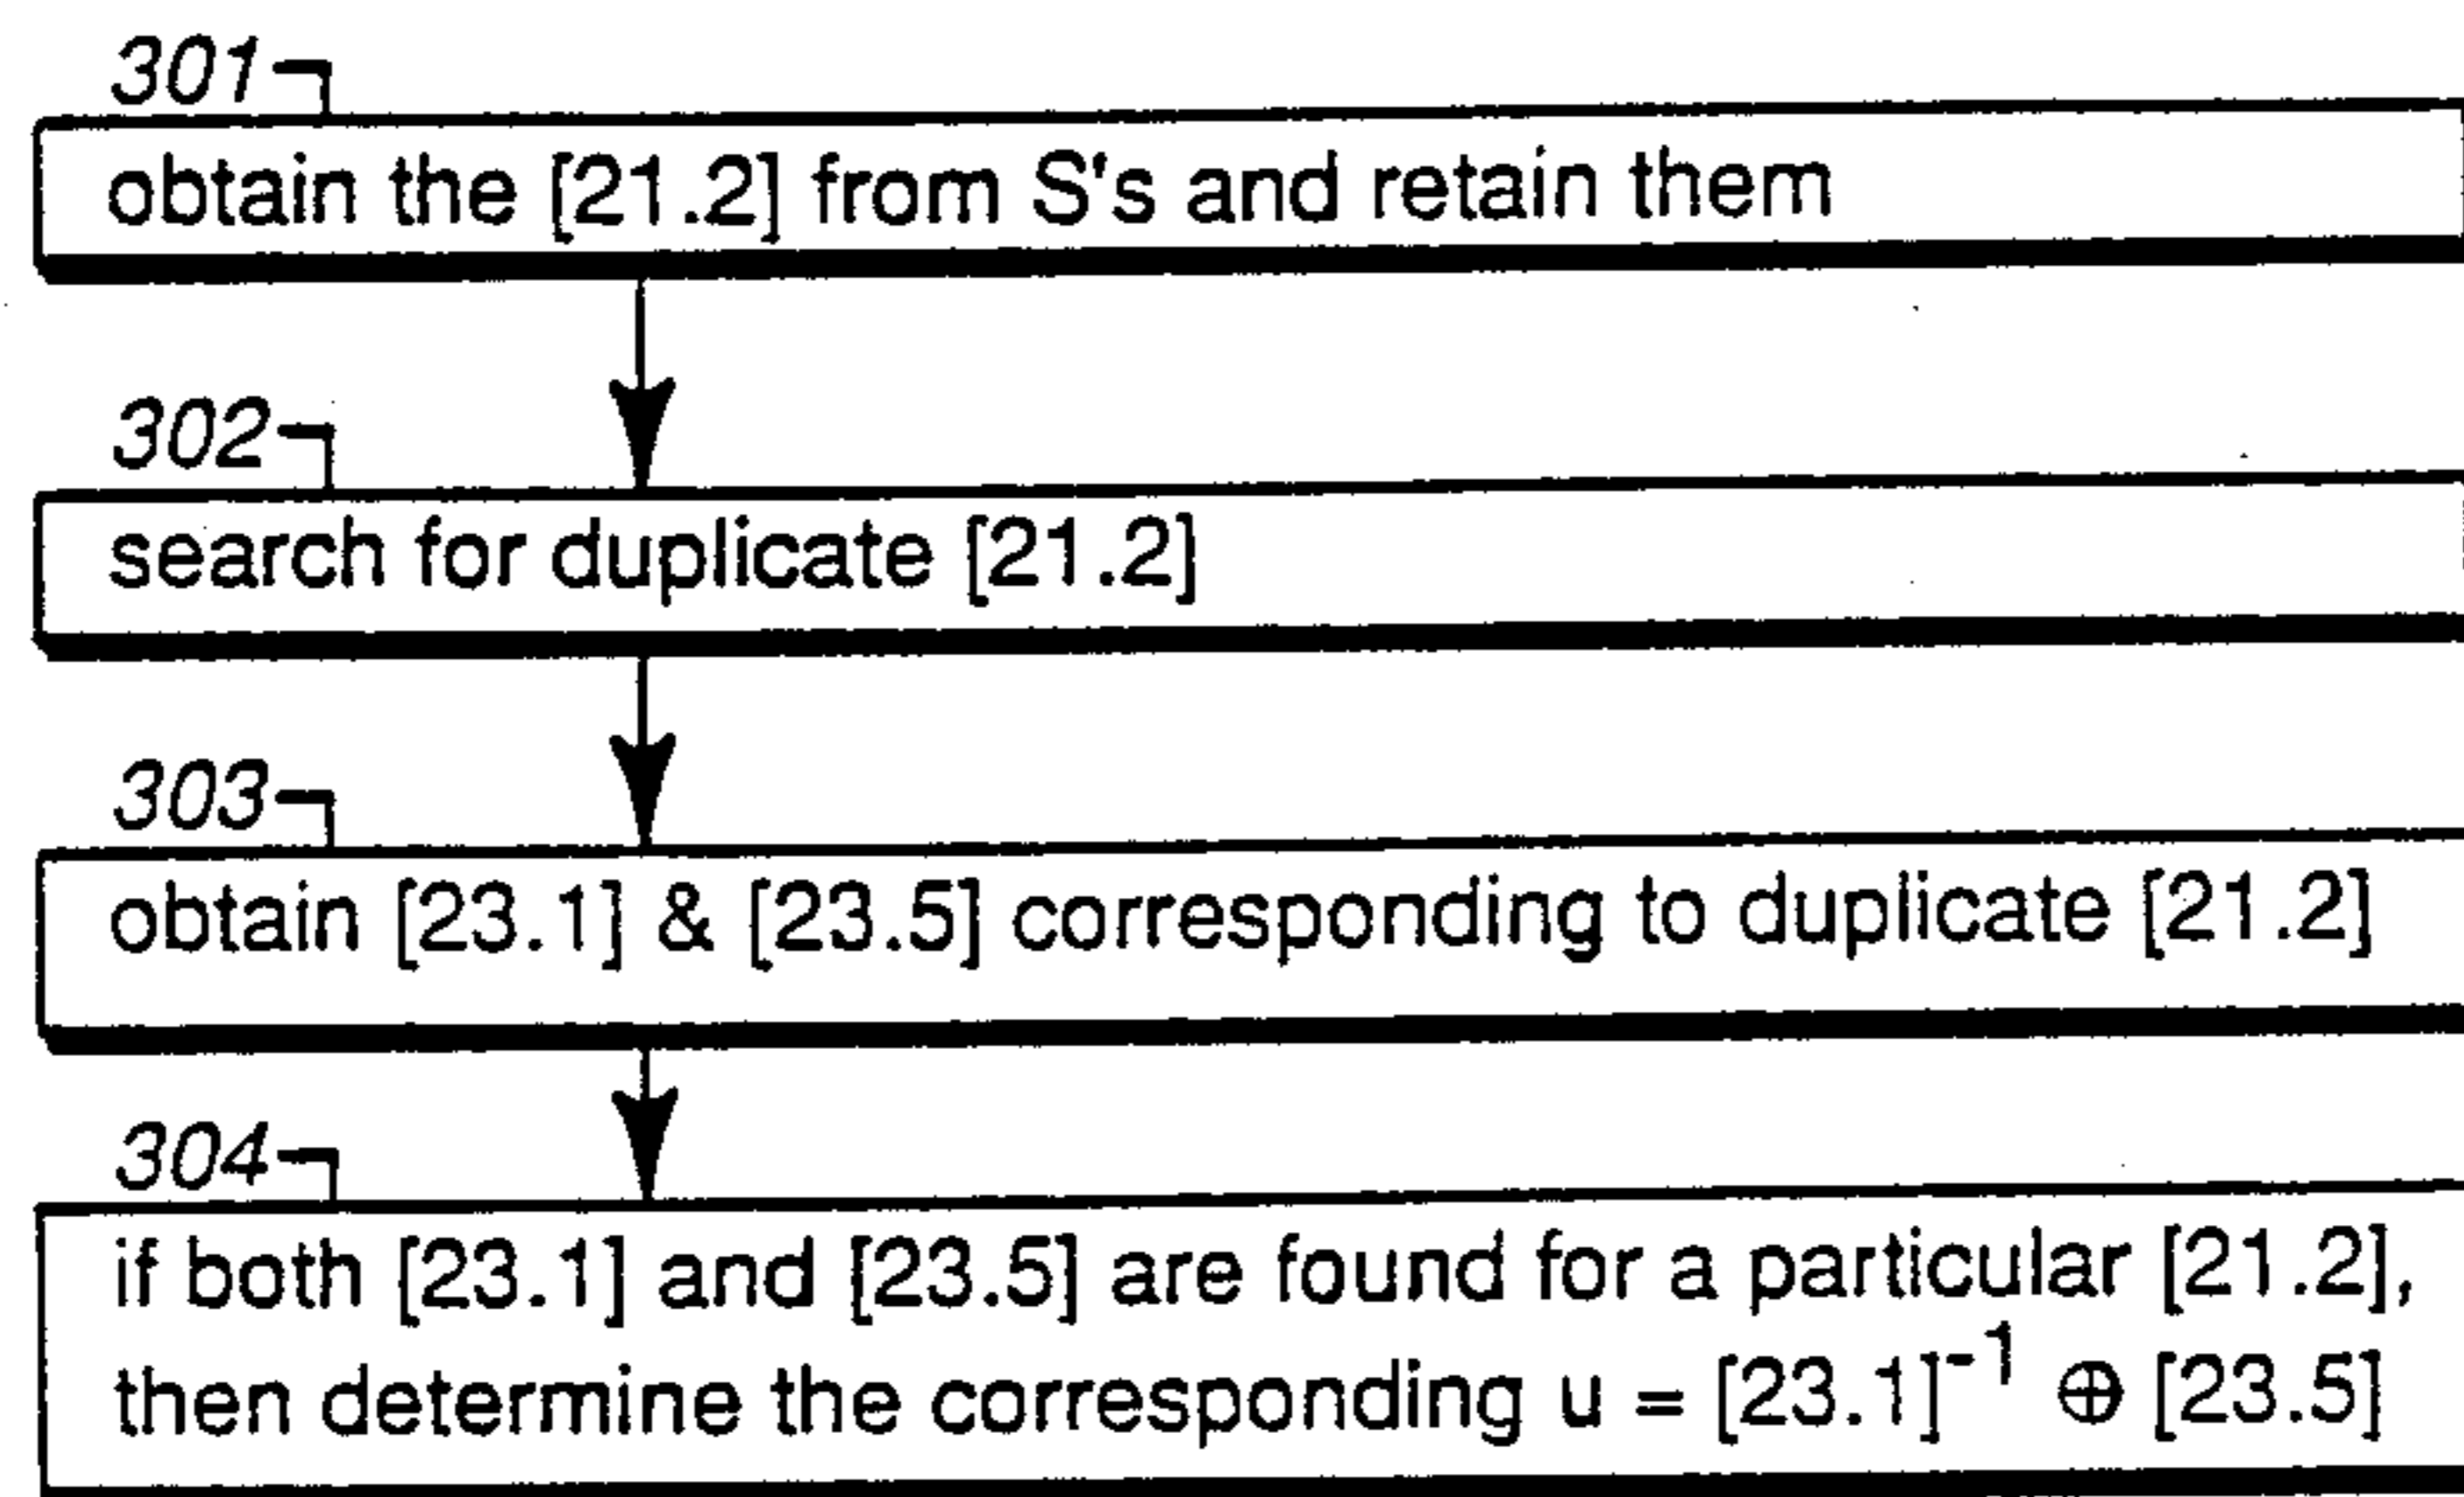 301
obtain the [21.2] from S's and retain them
302
search for duplicate [21.2]
303
obtain [23.1] & [23.5] corresponding to duplicate [21.2]
304
if both [23.1] and [23.5] are found for a particular [21.2],
then determine the corresponding u = [23.1]⁻¹ ⊕ [23.5]